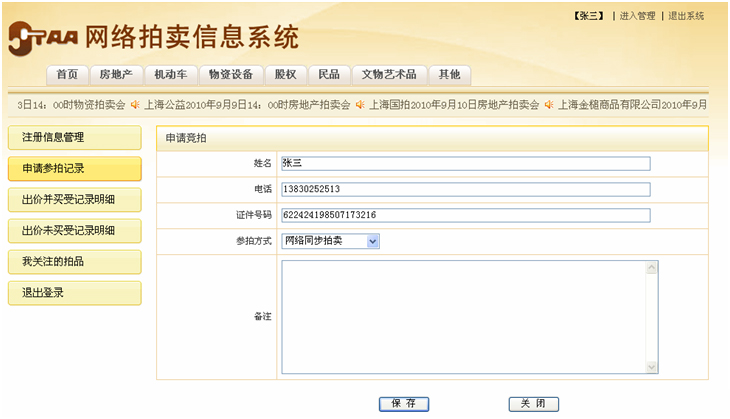 【张三】 | 进入管理 | 退出系统
STAA 网络拍卖信息系统
首页 房地产 机动车 物资设备 股权 民品 文物艺术品 其他
3日14：00时物资拍卖会 上海公益2010年9月9日14：00时房地产拍卖会 上海国拍2010年9月10日房地产拍卖会 上海金槌商品有限公司2010年9月
注册信息管理
申请参拍记录
出价并买受记录明细
出价未买受记录明细
我关注的拍品
退出登录
申请竞拍
姓名 张三
电话 13830252513
证件号码 622424198507173216
参拍方式 网络同步拍卖
备注
保 存 关 闭